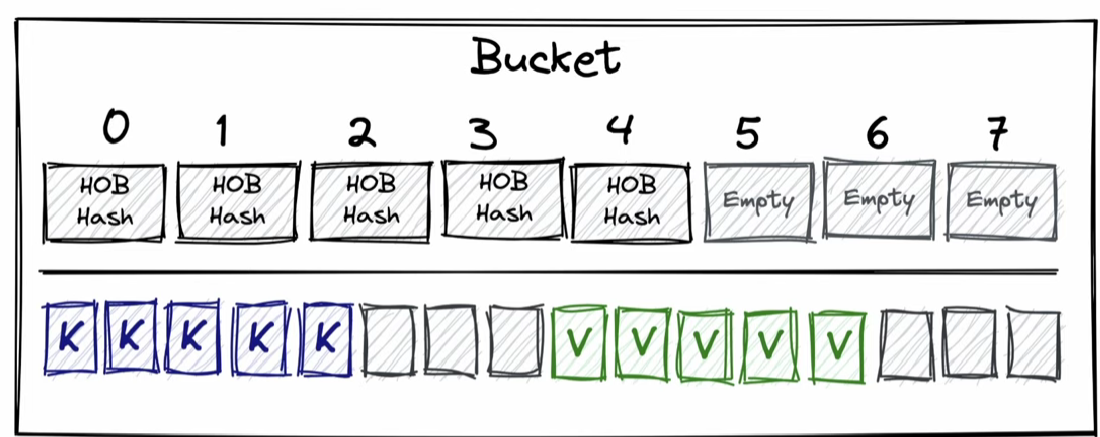 Bucket
0 1 2 3 4 5 6 7
HOB HOB HOB HOB HOB Empty Empty Empty
Hash Hash Hash Hash Hash
K K K K K V V V V V